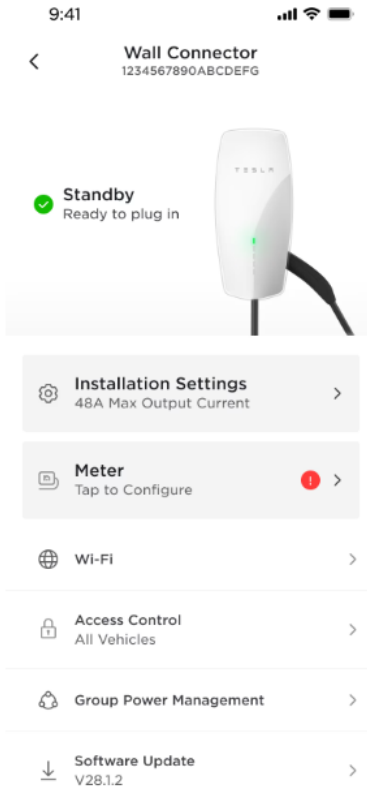 9:41
Wall Connector
1234567890ABCDEFG
TESLA
Standby
Ready to plug in
Installation Settings
48A Max Output Current
Meter
Tap to Configure
Wi-Fi
Access Control
All Vehicles
Group Power Management
Software Update
V28.1.2